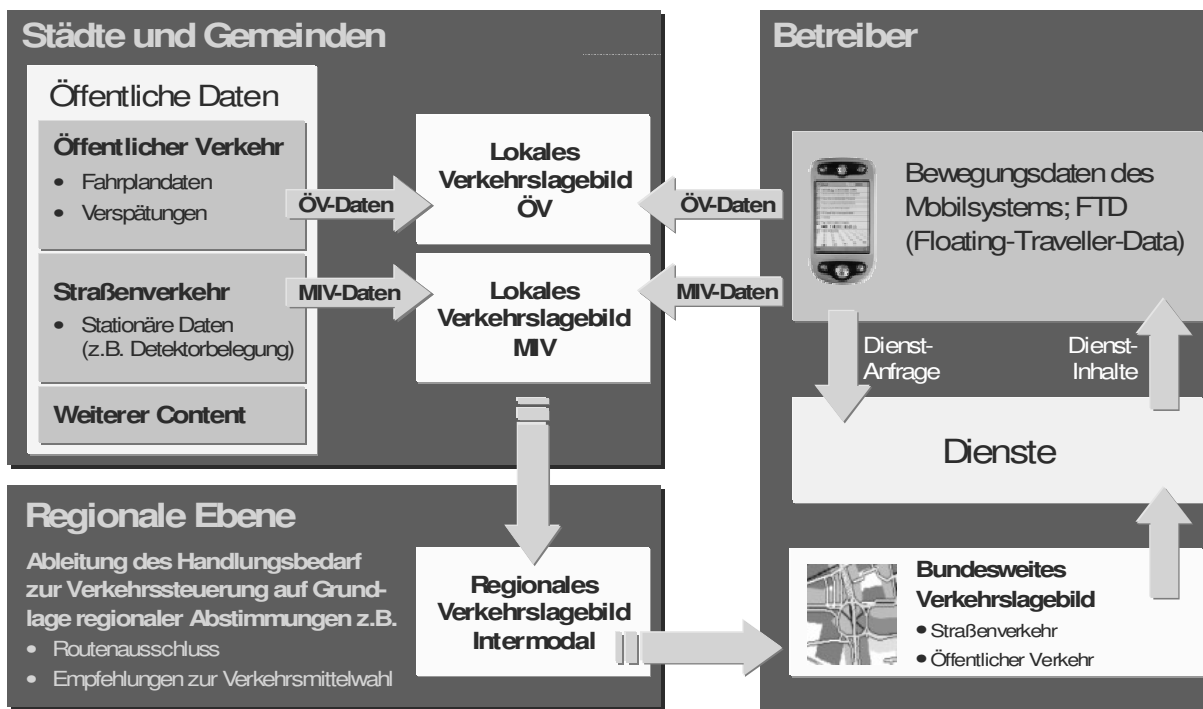 Städte und Gemeinden
Öffentliche Daten
Öffentlicher Verkehr
• Fahrplandaten
• Verspätungen
Straßenverkehr
• Stationäre Daten
(z.B. Detektorbelegung)
Weiterer Content
ÖV-Daten
MIV-Daten
Lokales
Verkehrslagebild
ÖV
Lokales
Verkehrslagebild
MIV
ÖV-Daten
MIV-Daten
Betreiber
Bewegungsdaten des
Mobilsystems; FTD
(Floating-Traveller-Data)
Dienst-
Anfrage
Dienst-
Inhalte
Dienste
Regionale Ebene
Ableitung des Handlungsbedarf
zur Verkehrssteuerung auf Grund-
lage regionaler Abstimmungen z.B.
• Routenausschluss
• Empfehlungen zur Verkehrsmittelwahl
Regionales
Verkehrslagebild
Intermodal
Bundesweites
Verkehrslagebild
• Straßenverkehr
• Öffentlicher Verkehr